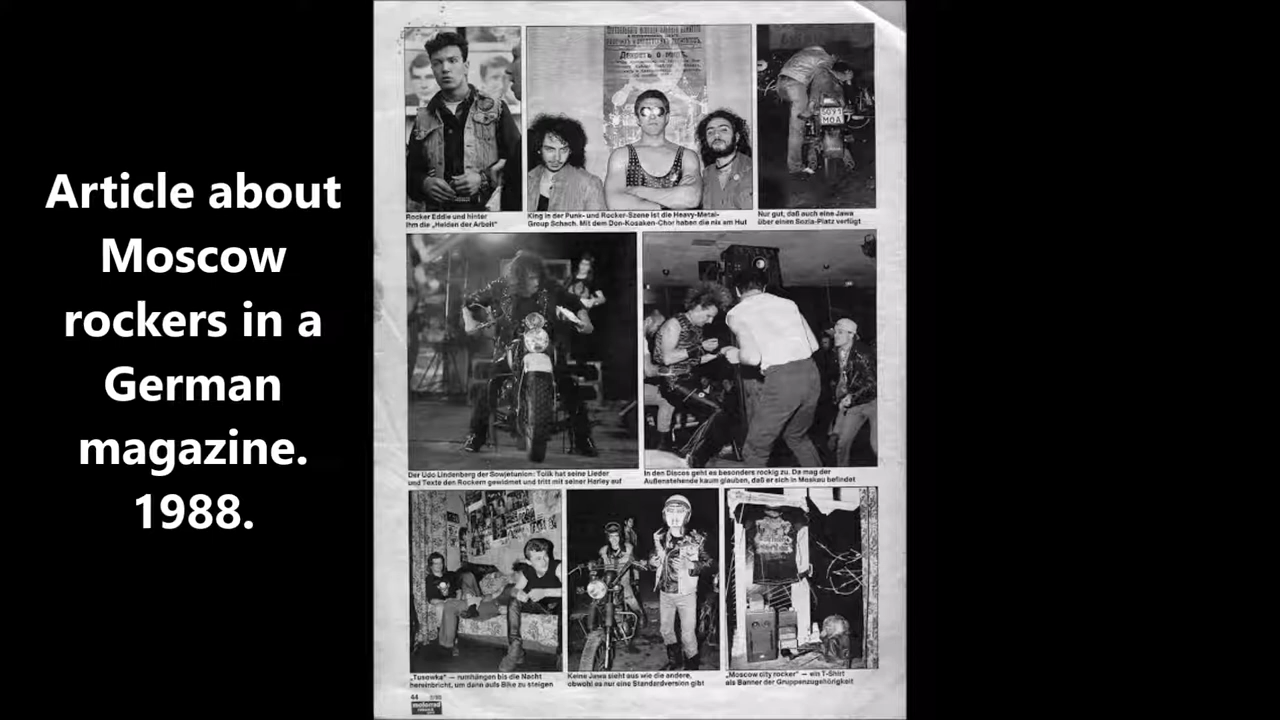 Article about
Moscow
rockers in a
German
magazine.
1988.
Rocker Eddie und hinter
ihm die „Helden der Arbeit“
King in der Punk- und Rocker-Szene ist die Heavy-Metal-
Group Schach. Mit dem Don-Kosaken-Chor haben die nix am Hut
Nur gut, daß auch eine Jawa
über einen Sozia-Platz verfügt
Der Udo Lindenberg der Sowjetunion: Tolik hat seine Lieder
und Texte den Rockern gewidmet und tritt mit seiner Harley auf
In den Discos geht es besonders rockig zu. Da mag der
Außenstehende kaum glauben, daß er sich in Moskau befindet
„Tusowka“ — rumhängen bis die Nacht
hereinbricht, um dann aufs Bike zu steigen
Keine Jawa sieht aus wie die andere,
obwohl es nur eine Standardversion gibt
„Moscow city rocker“ — ein T-Shirt
als Banner der Gruppenzugehörigkeit
44
motorrad